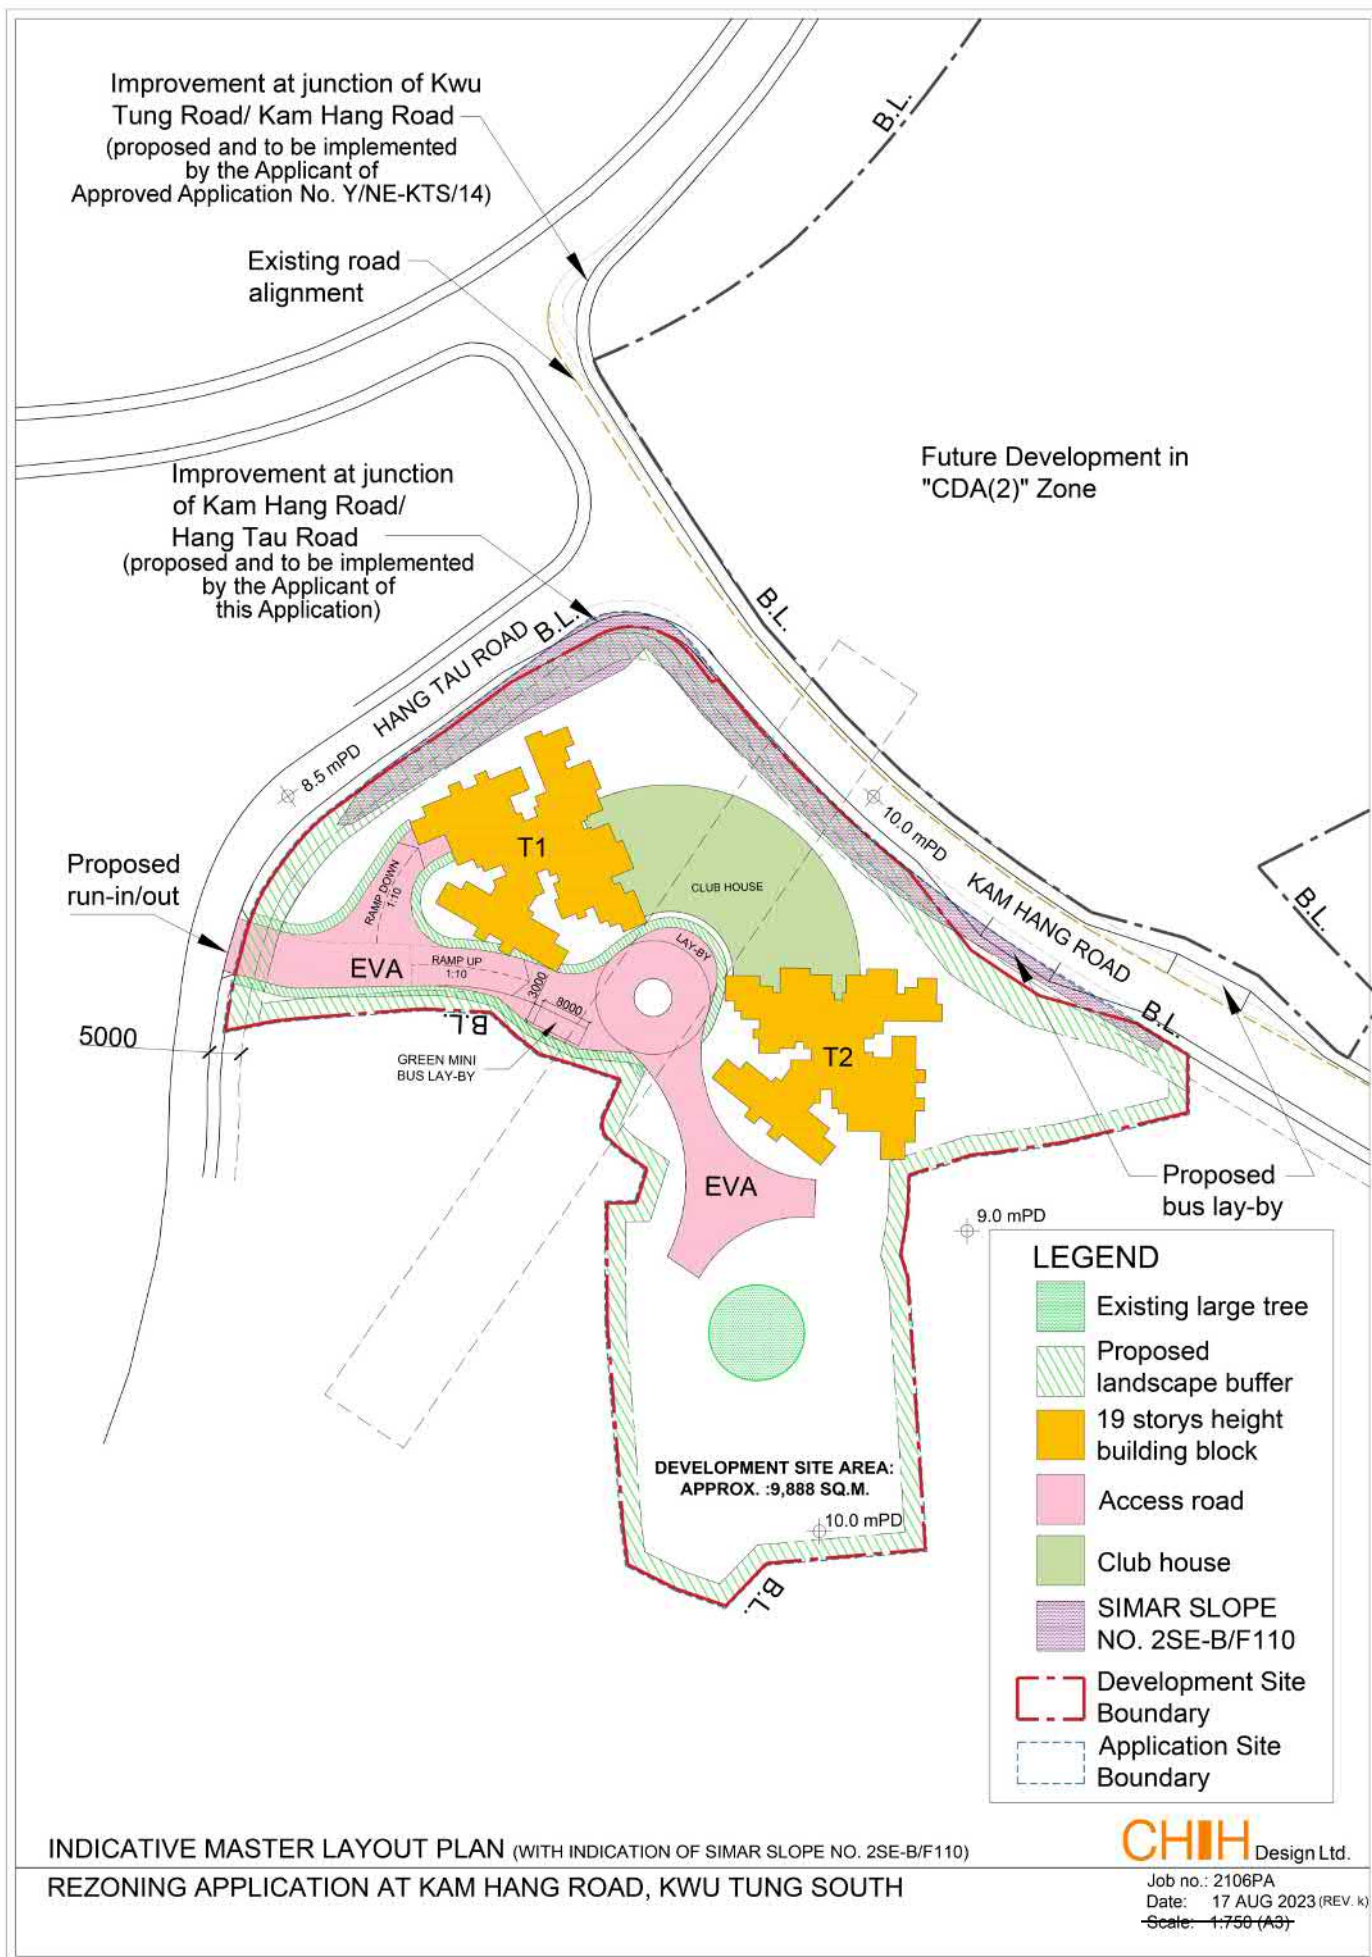 Improvement at junction of Kwu
Tung Road/ Kam Hang Road
(proposed and to be implemented
by the Applicant of
Approved Application No. Y/NE-KTS/14)
B.L.
Existing road
alignment
Future Development in
"CDA(2)" Zone
Improvement at junction
of Kam Hang Road/
Hang Tau Road
(proposed and to be implemented
by the Applicant of
this Application)
B.L.
B.L.
HANG TAU ROAD
8.5 mPD
10.0 mPD
KAM HANG ROAD
B.L.
B.L.
Proposed
run-in/out
T1
CLUB HOUSE
RAMP DOWN
1:10
LAY-BY
EVA
RAMP UP
1:10
3000
8000
B.L.
5000
GREEN MINI
BUS LAY-BY
T2
EVA
Proposed
bus lay-by
9.0 mPD
DEVELOPMENT SITE AREA:
APPROX. :9,888 SQ.M.
10.0 mPD
B.L.
LEGEND
Existing large tree
Proposed
landscape buffer
19 storys height
building block
Access road
Club house
SIMAR SLOPE
NO. 2SE-B/F110
Development Site
Boundary
Application Site
Boundary
INDICATIVE MASTER LAYOUT PLAN (WITH INDICATION OF SIMAR SLOPE NO. 2SE-B/F110)
REZONING APPLICATION AT KAM HANG ROAD, KWU TUNG SOUTH
CHIH Design Ltd.
Job no.: 2106PA
Date: 17 AUG 2023 (REV. k)
Scale: 1:750 (A3)